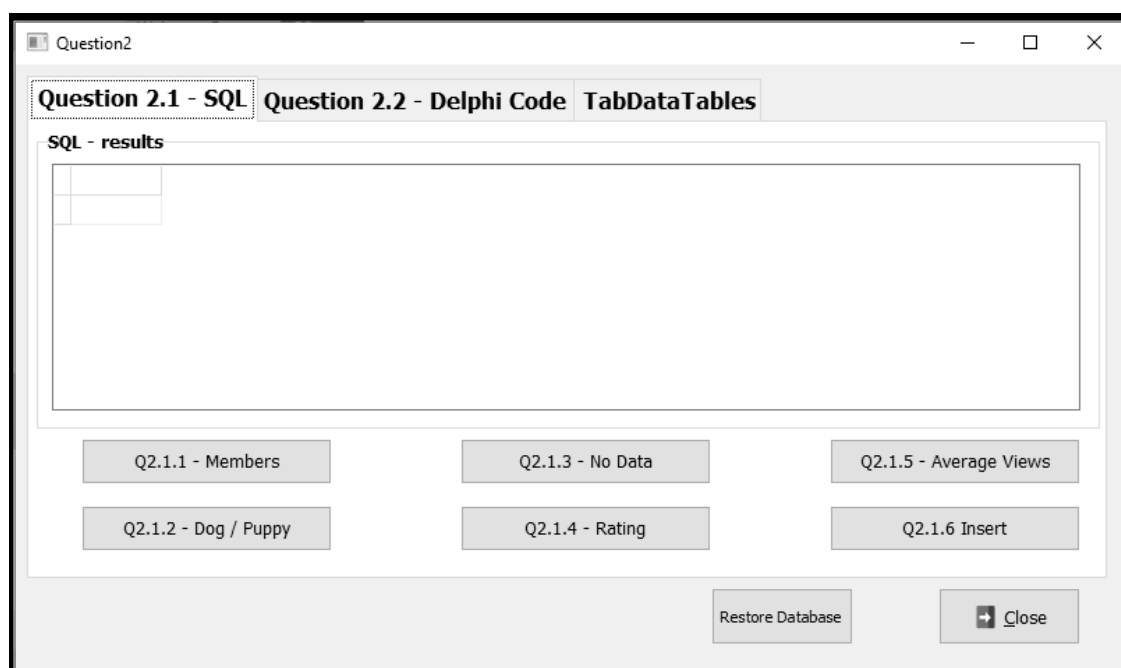 Question2
Question 2.1 - SQL Question 2.2 - Delphi Code TabDataTables
SQL - results
Q2.1.1 - Members Q2.1.3 - No Data Q2.1.5 - Average Views
Q2.1.2 - Dog / Puppy Q2.1.4 - Rating Q2.1.6 Insert
Restore Database Close